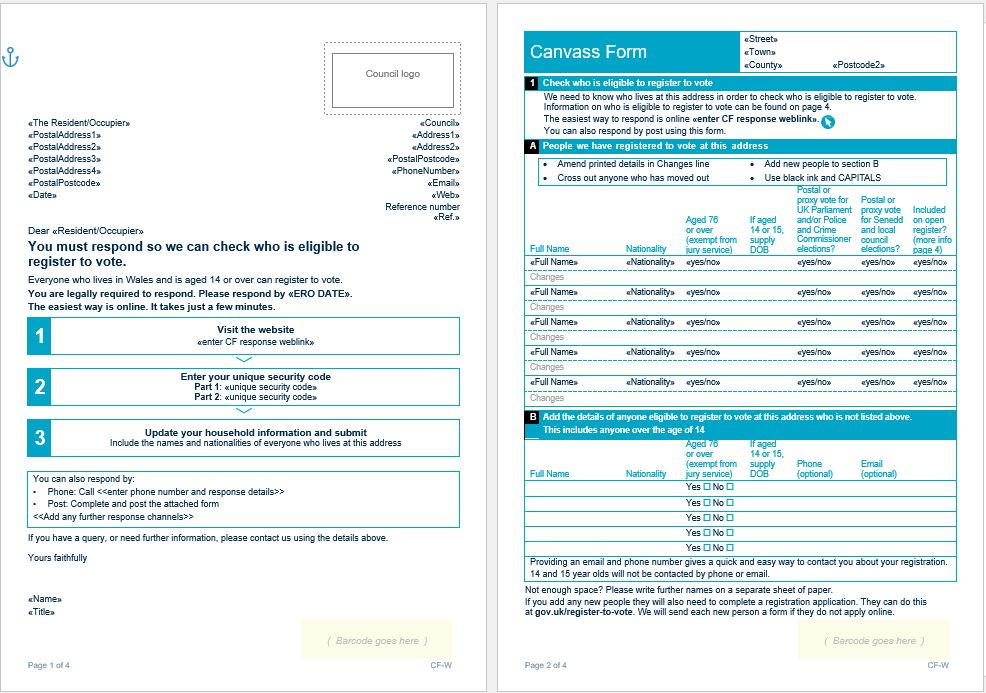 Council logo
«The Resident/Occupier»
«PostalAddress1»
«PostalAddress2»
«PostalAddress3»
«PostalAddress4»
«PostalPostcode»
«Date»
«Council»
«Address1»
«Address2»
«PostalPostcode»
«PhoneNumber»
«Email»
«Web»
Reference number
«Ref.»
Dear «Resident/Occupier»
You must respond so we can check who is eligible to
register to vote.
Everyone who lives in Wales and is aged 14 or over can register to vote.
You are legally required to respond. Please respond by «ERO DATE».
The easiest way is online. It takes just a few minutes.
1
Visit the website
«enter CF response weblink»
2
Enter your unique security code
Part 1: «unique security code»
Part 2: «unique security code»
3
Update your household information and submit
Include the names and nationalities of everyone who lives at this address
You can also respond by:
• Phone: Call <<enter phone number and response details>>
• Post: Complete and post the attached form
<<Add any further response channels>>
If you have a query, or need further information, please contact us using the details above.
Yours faithfully
«Name»
«Title»
( Barcode goes here )
Page 1 of 4 CF-W
Canvass Form
«Street»
«Town»
«County» «Postcode2»
1 Check who is eligible to register to vote
We need to know who lives at this address in order to check who is eligible to register to vote.
Information on who is eligible to register to vote can be found on page 4.
The easiest way to respond is online «enter CF response weblink».
You can also respond by post using this form.
A People we have registered to vote at this address
• Amend printed details in Changes line • Add new people to section B
• Cross out anyone who has moved out • Use black ink and CAPITALS
Full Name
Nationality
Aged 76
or over
(exempt from
jury service)
If aged
14 or 15,
supply
DOB
Postal or
proxy vote for
UK Parliament
and/or Police
and Crime
Commissioner
elections?
Postal or
proxy vote
for Senedd
and local
council
elections?
Included
on open
register?
(more info
page 4)
«Full Name» «Nationality» «yes/no» «yes/no» «yes/no» «yes/no»
Changes
«Full Name» «Nationality» «yes/no» «yes/no» «yes/no» «yes/no»
Changes
«Full Name» «Nationality» «yes/no» «yes/no» «yes/no» «yes/no»
Changes
«Full Name» «Nationality» «yes/no» «yes/no» «yes/no» «yes/no»
Changes
«Full Name» «Nationality» «yes/no» «yes/no» «yes/no» «yes/no»
Changes
B Add the details of anyone eligible to register to vote at this address who is not listed above.
This includes anyone over the age of 14
Full Name
Nationality
Aged 76
or over
(exempt from
jury service)
If aged
14 or 15,
supply
DOB
Phone
(optional)
Email
(optional)
Yes ☐ No ☐
Yes ☐ No ☐
Yes ☐ No ☐
Yes ☐ No ☐
Yes ☐ No ☐
Providing an email and phone number gives a quick and easy way to contact you about your registration.
14 and 15 year olds will not be contacted by phone or email.
Not enough space? Please write further names on a separate sheet of paper.
If you add any new people they will also need to complete a registration application. They can do this
at gov.uk/register-to-vote. We will send each new person a form if they do not apply online.
( Barcode goes here )
Page 2 of 4 CF-W